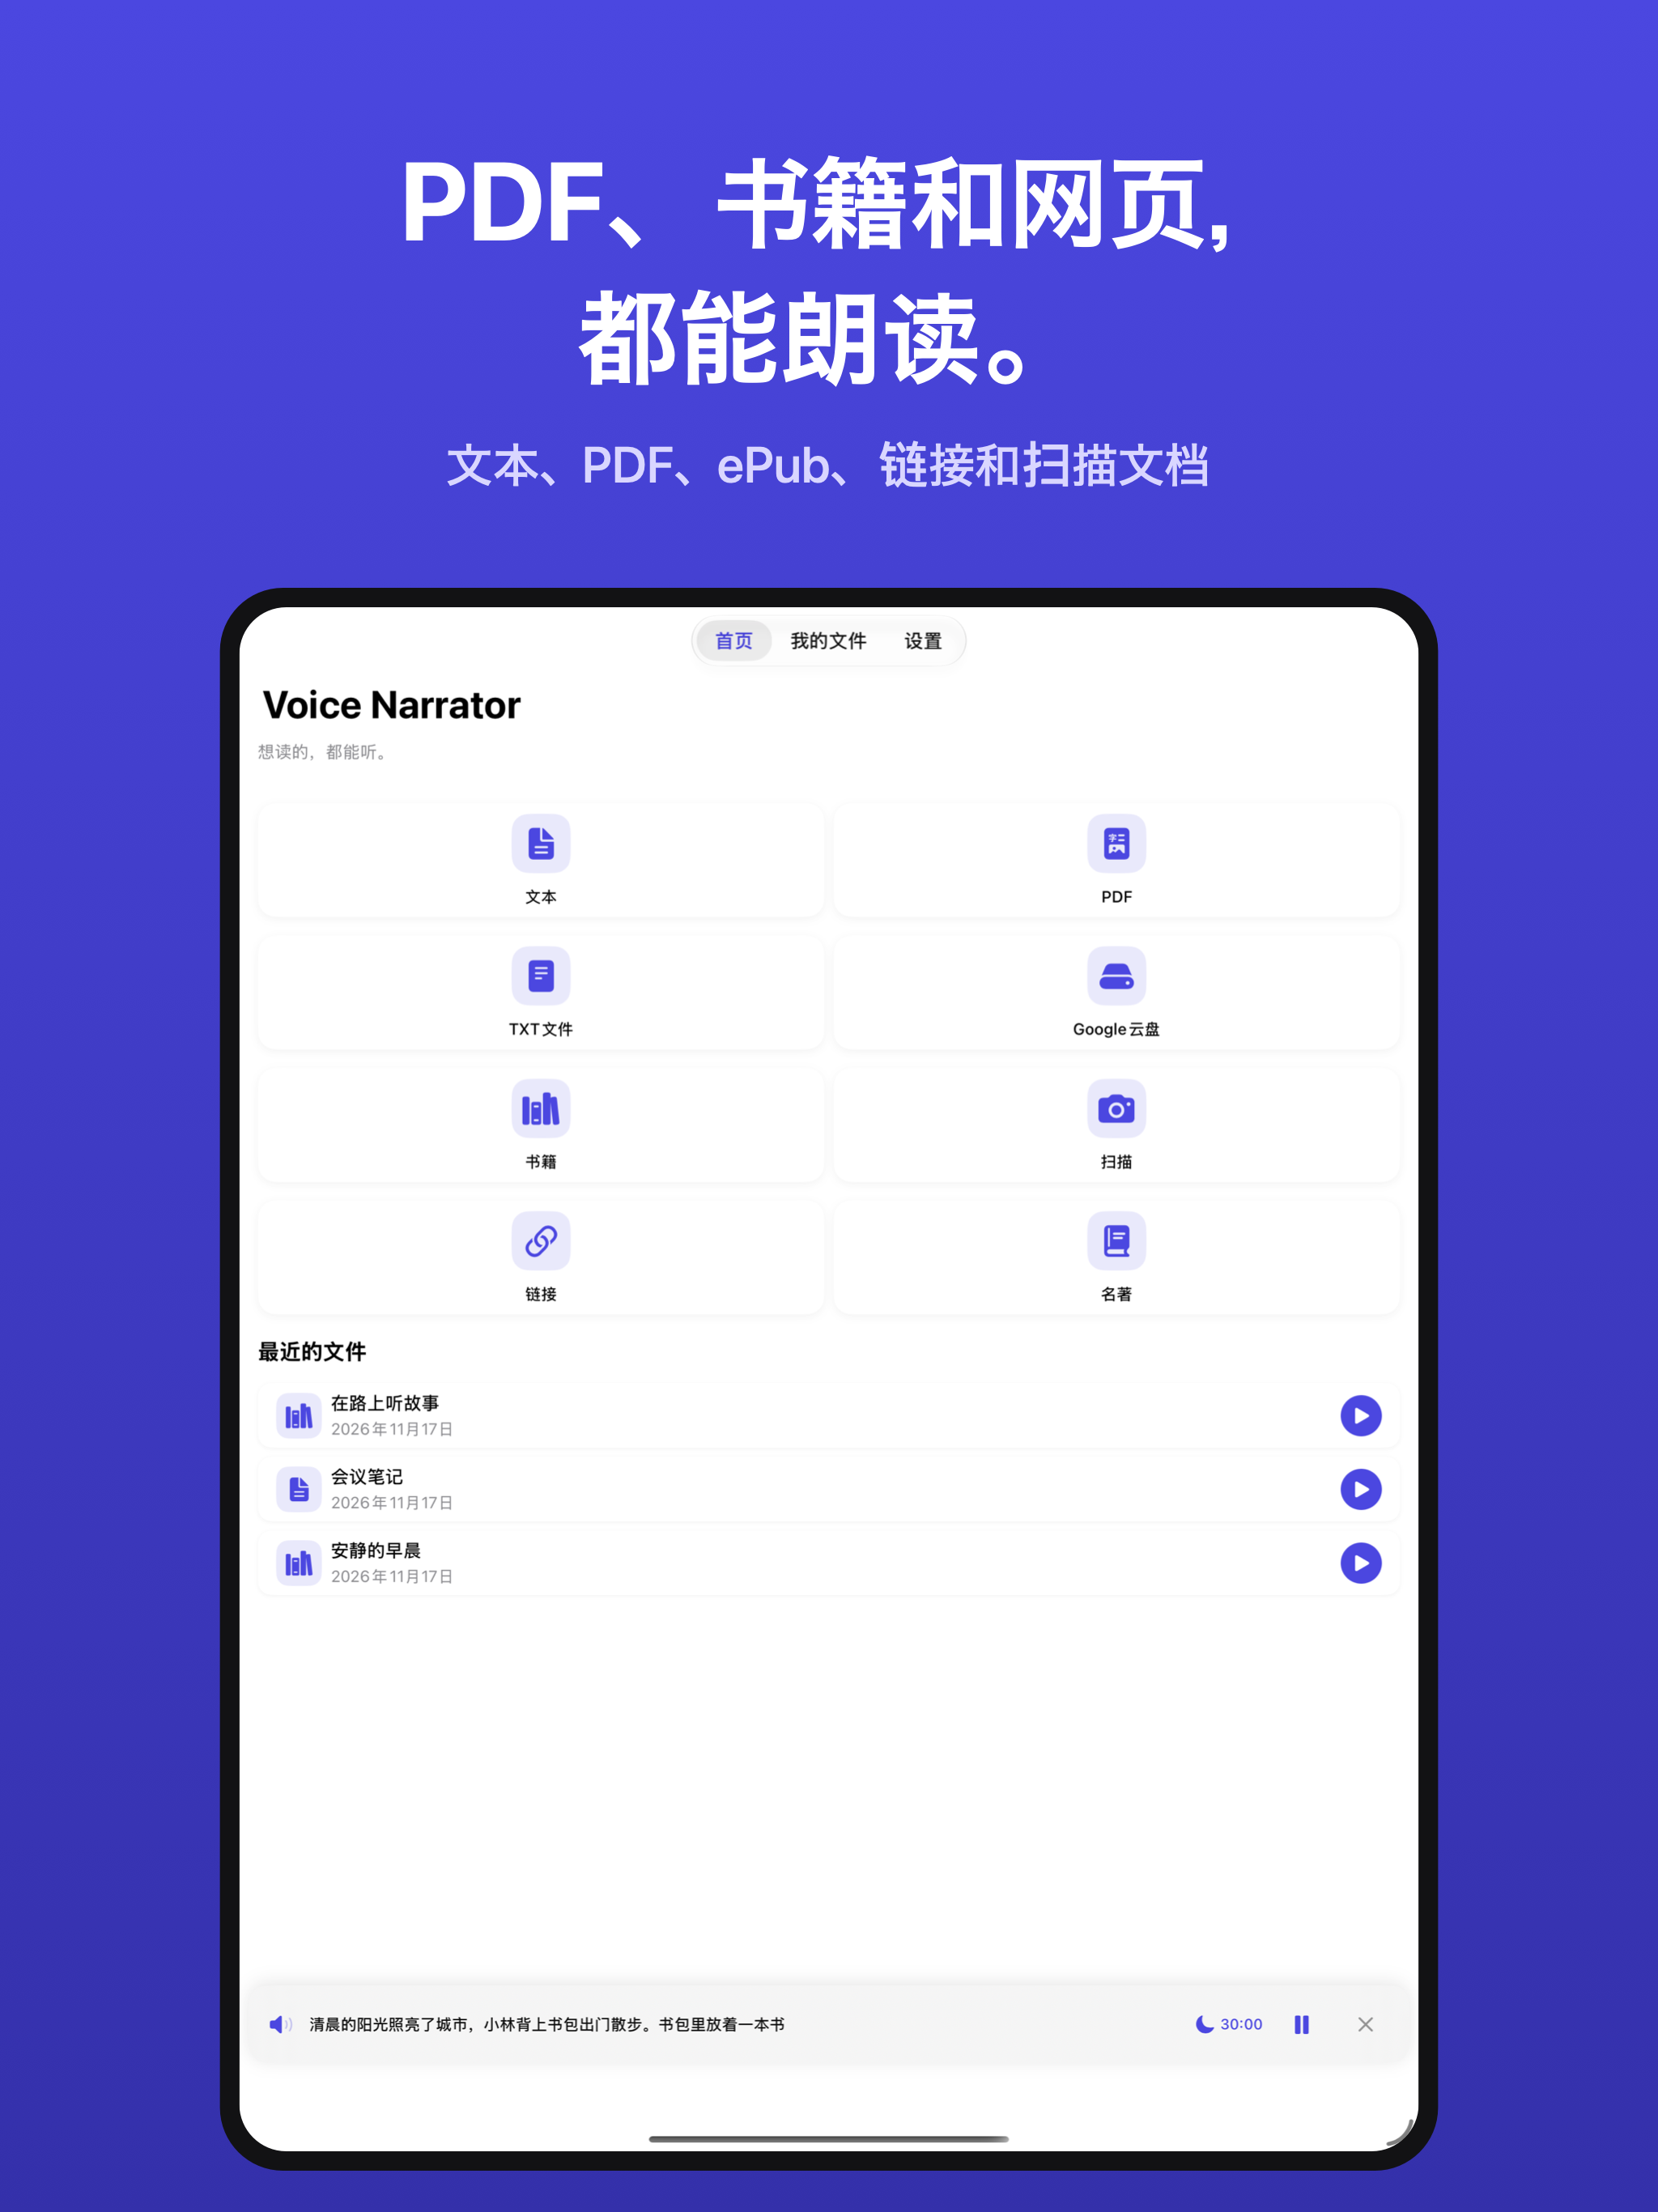 PDF、书籍和网页,
都能朗读。
文本、PDF、ePub、链接和扫描文档
首页 我的文件 设置
Voice Narrator
想读的，都能听。
文本
PDF
TXT 文件
Google 云盘
书籍
扫描
链接
名著
最近的文件
在路上听故事
2026年11月17日
会议笔记
2026年11月17日
安静的早晨
2026年11月17日
清晨的阳光照亮了城市，小林背上书包出门散步。书包里放着一本书 30:00